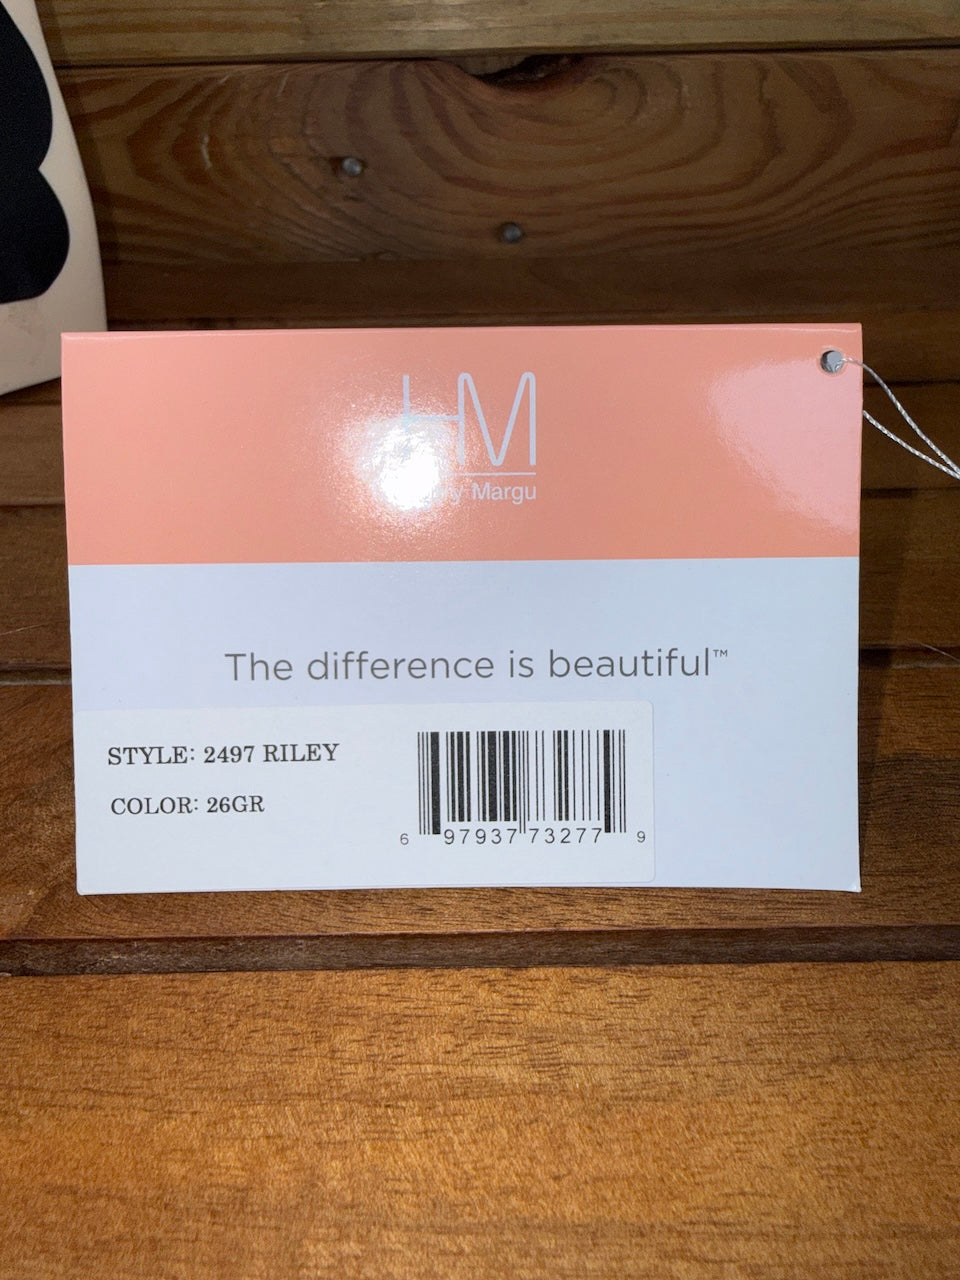 HM
Margu
The difference is beautiful™
STYLE: 2497 RILEY
COLOR: 26GR
6 97937 73277 9